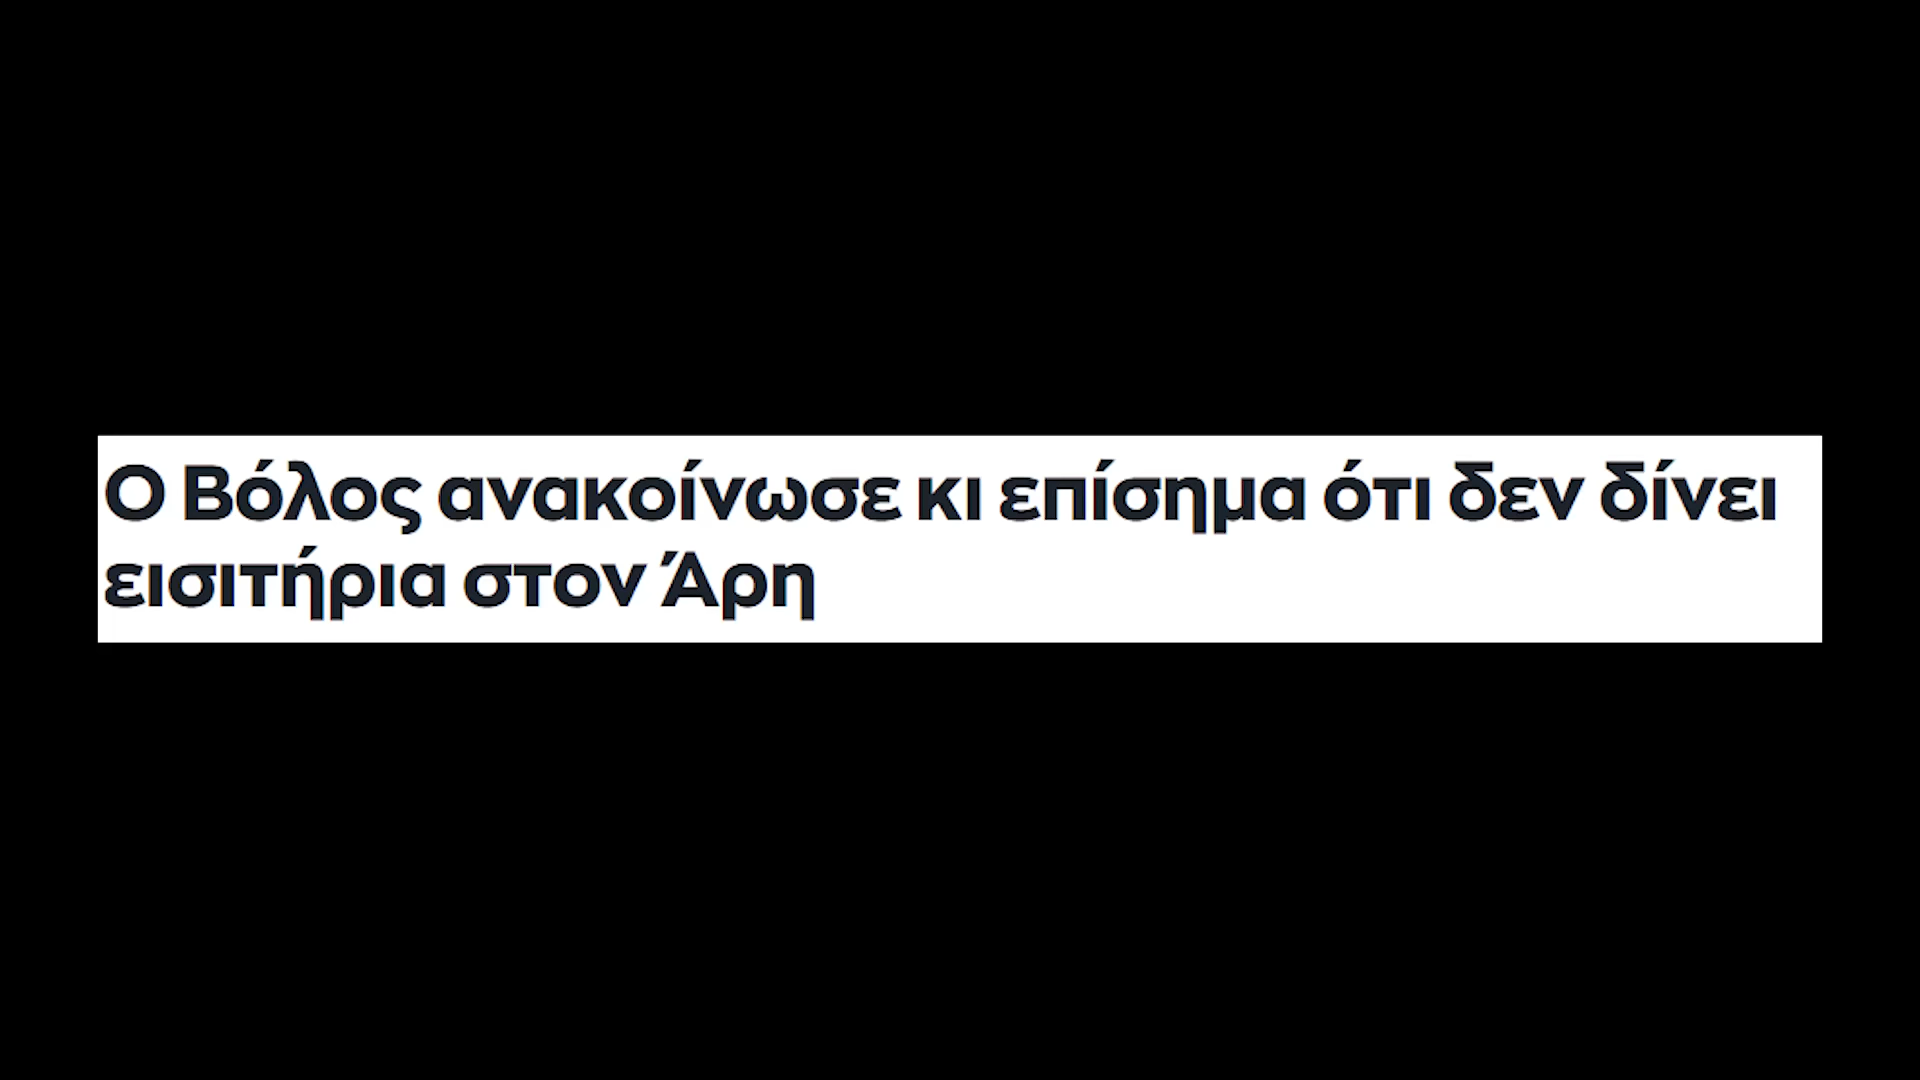 Ο Βόλος ανακοίνωσε κι επίσημα ότι δεν δίνει
εισιτήρια στον Άρη